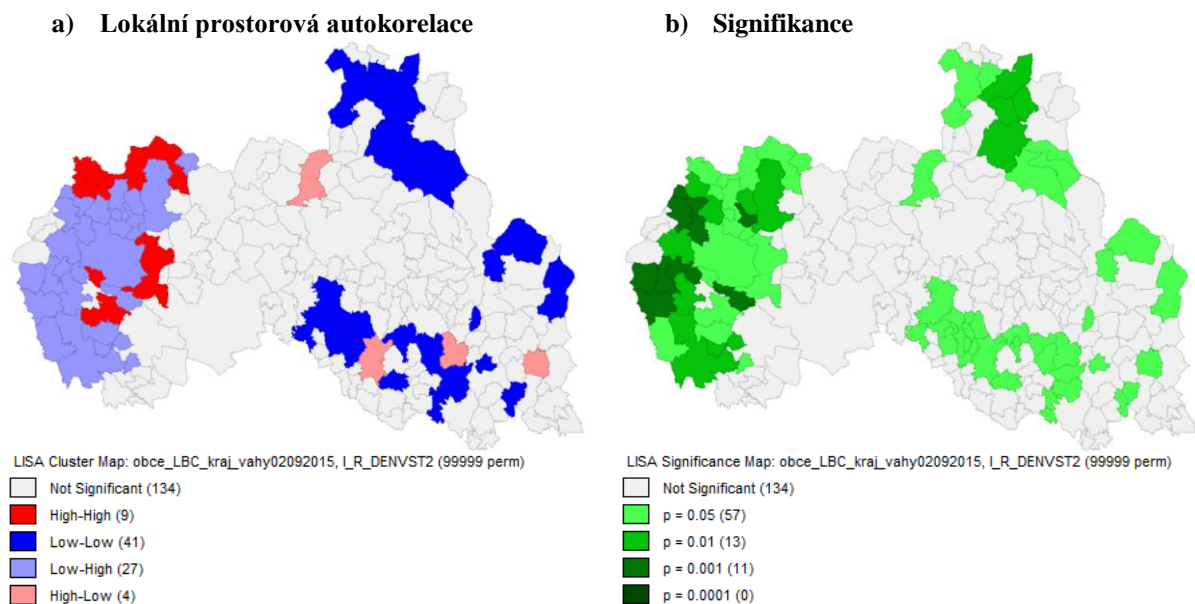 a) Lokální prostorová autokorelace
LISA Cluster Map: obce_LBC_kraj_vahy02092015, I_R_DENVST2 (99999 perm)
Not Significant (134)
High-High (9)
Low-Low (41)
Low-High (27)
High-Low (4)
b) Signifikance
LISA Significance Map: obce_LBC_kraj_vahy02092015, I_R_DENVST2 (99999 perm)
Not Significant (134)
p = 0.05 (57)
p = 0.01 (13)
p = 0.001 (11)
p = 0.0001 (0)